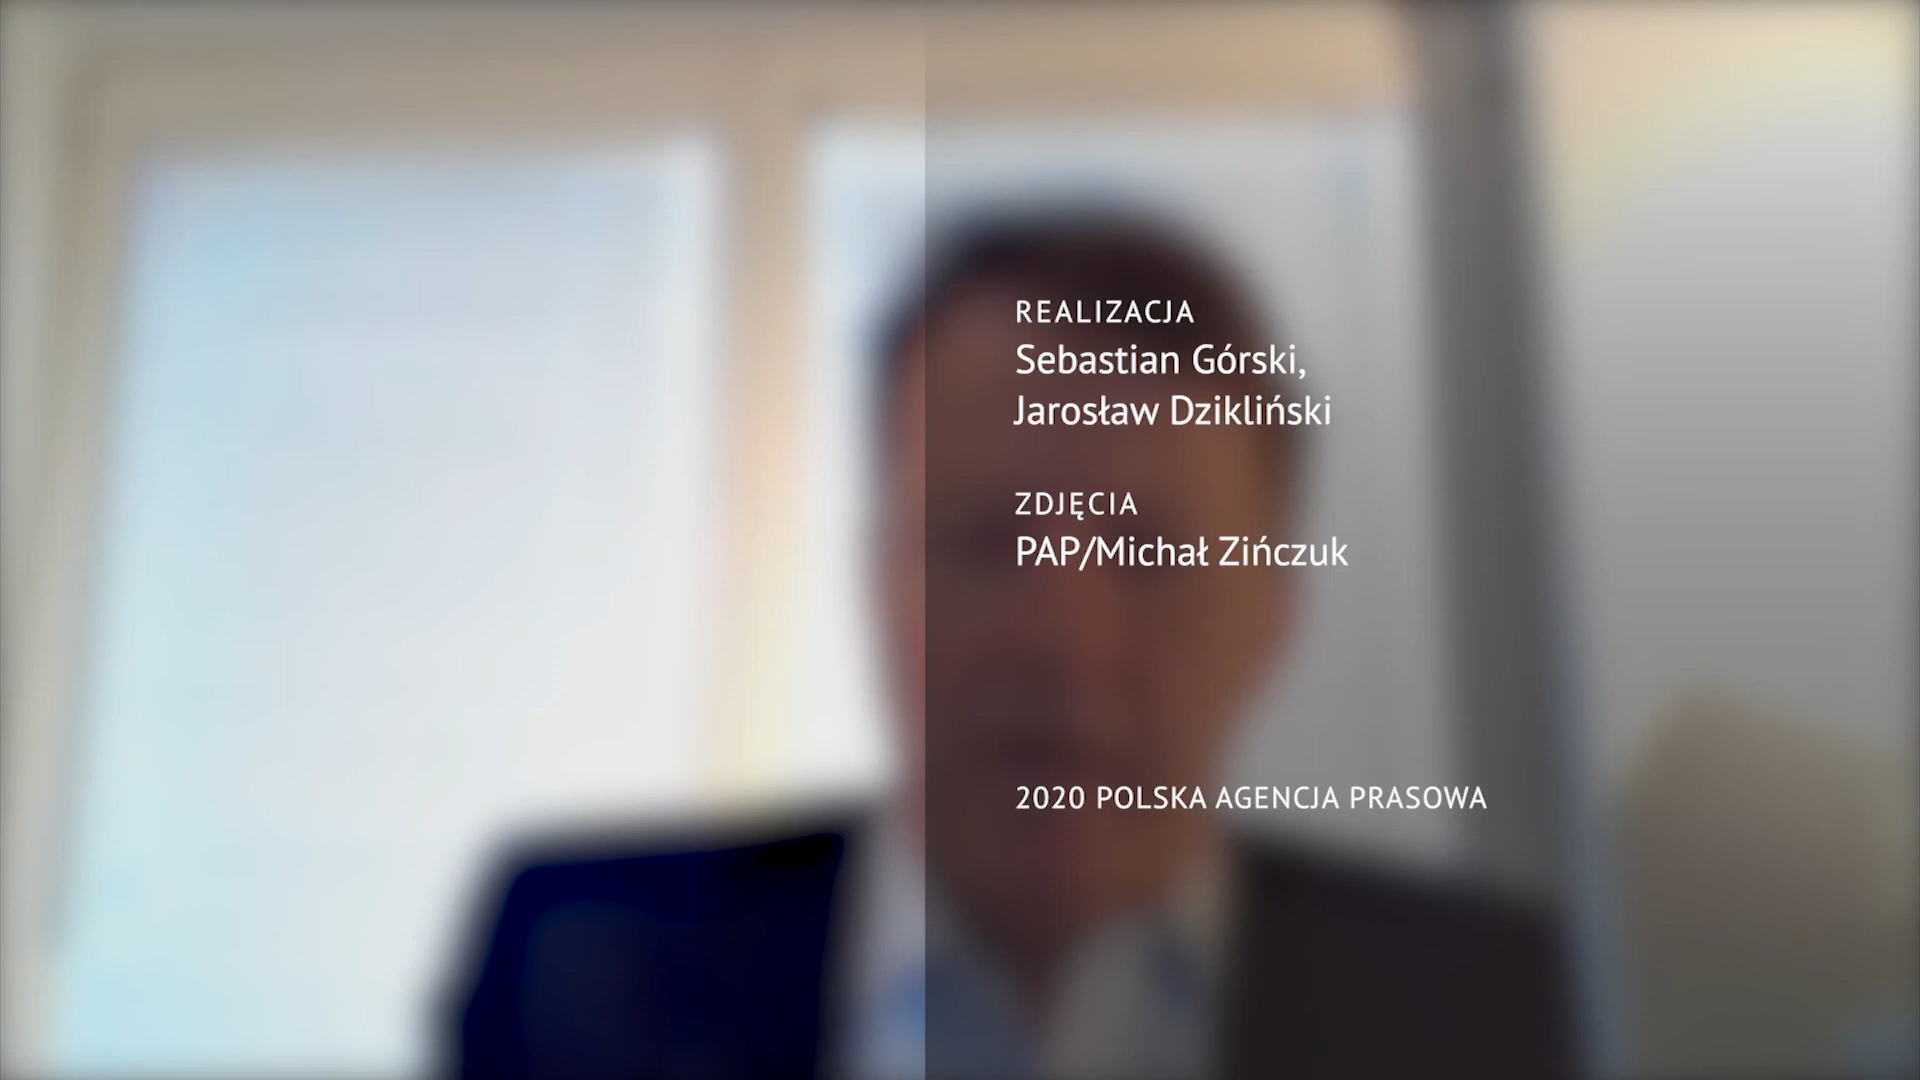 REALIZACJA
Sebastian Górski,
Jarosław Dzikliński
ZDJĘCIA
PAP/Michał Zińczuk
2020 POLSKA AGENCJA PRASOWA